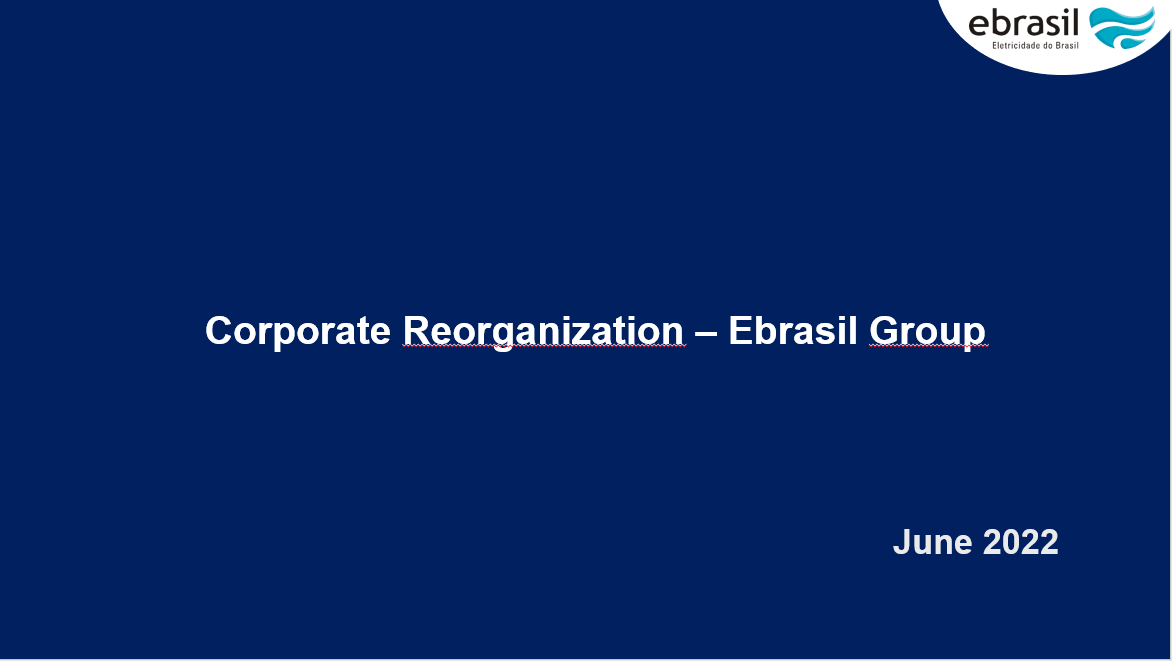 ebrasil
Eletricidade do Brasil
Corporate Reorganization – Ebrasil Group
June 2022